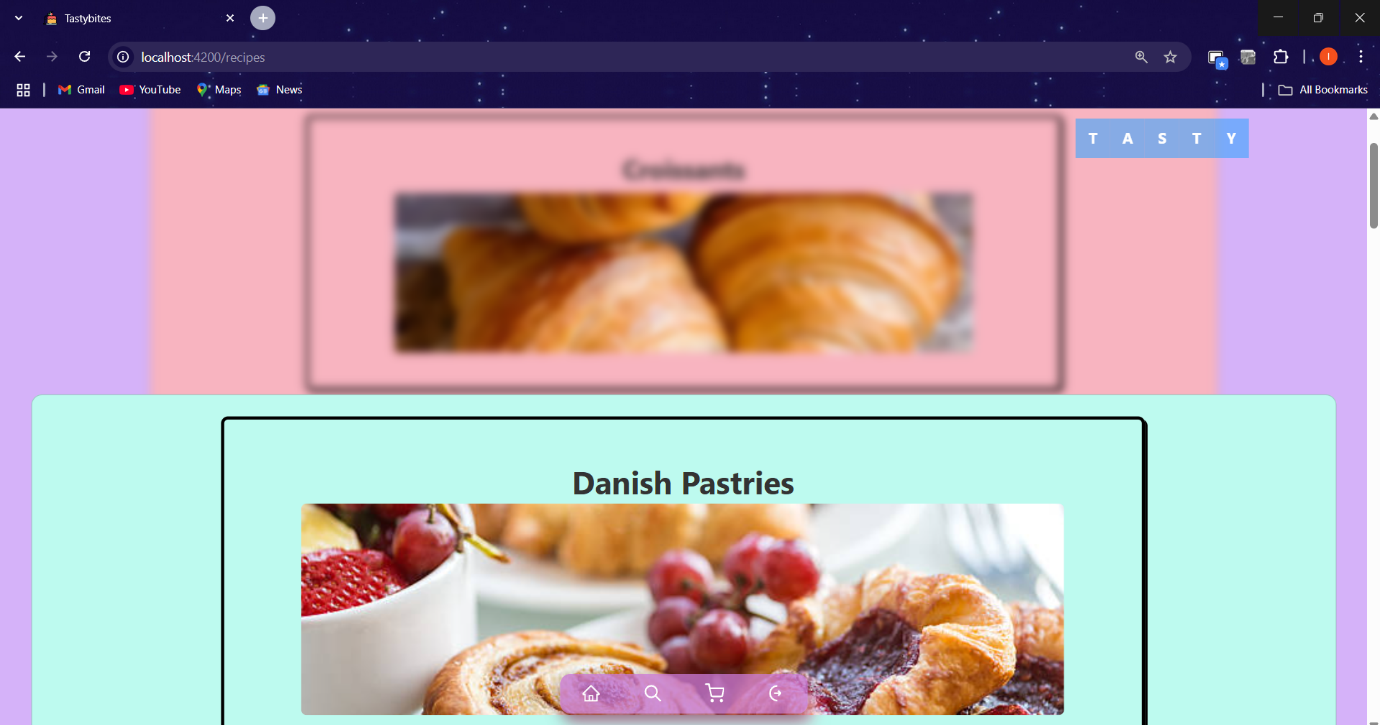 Tastybites
localhost:4200/recipes
Gmail YouTube Maps News All Bookmarks
T A S T Y
Croissants
Danish Pastries